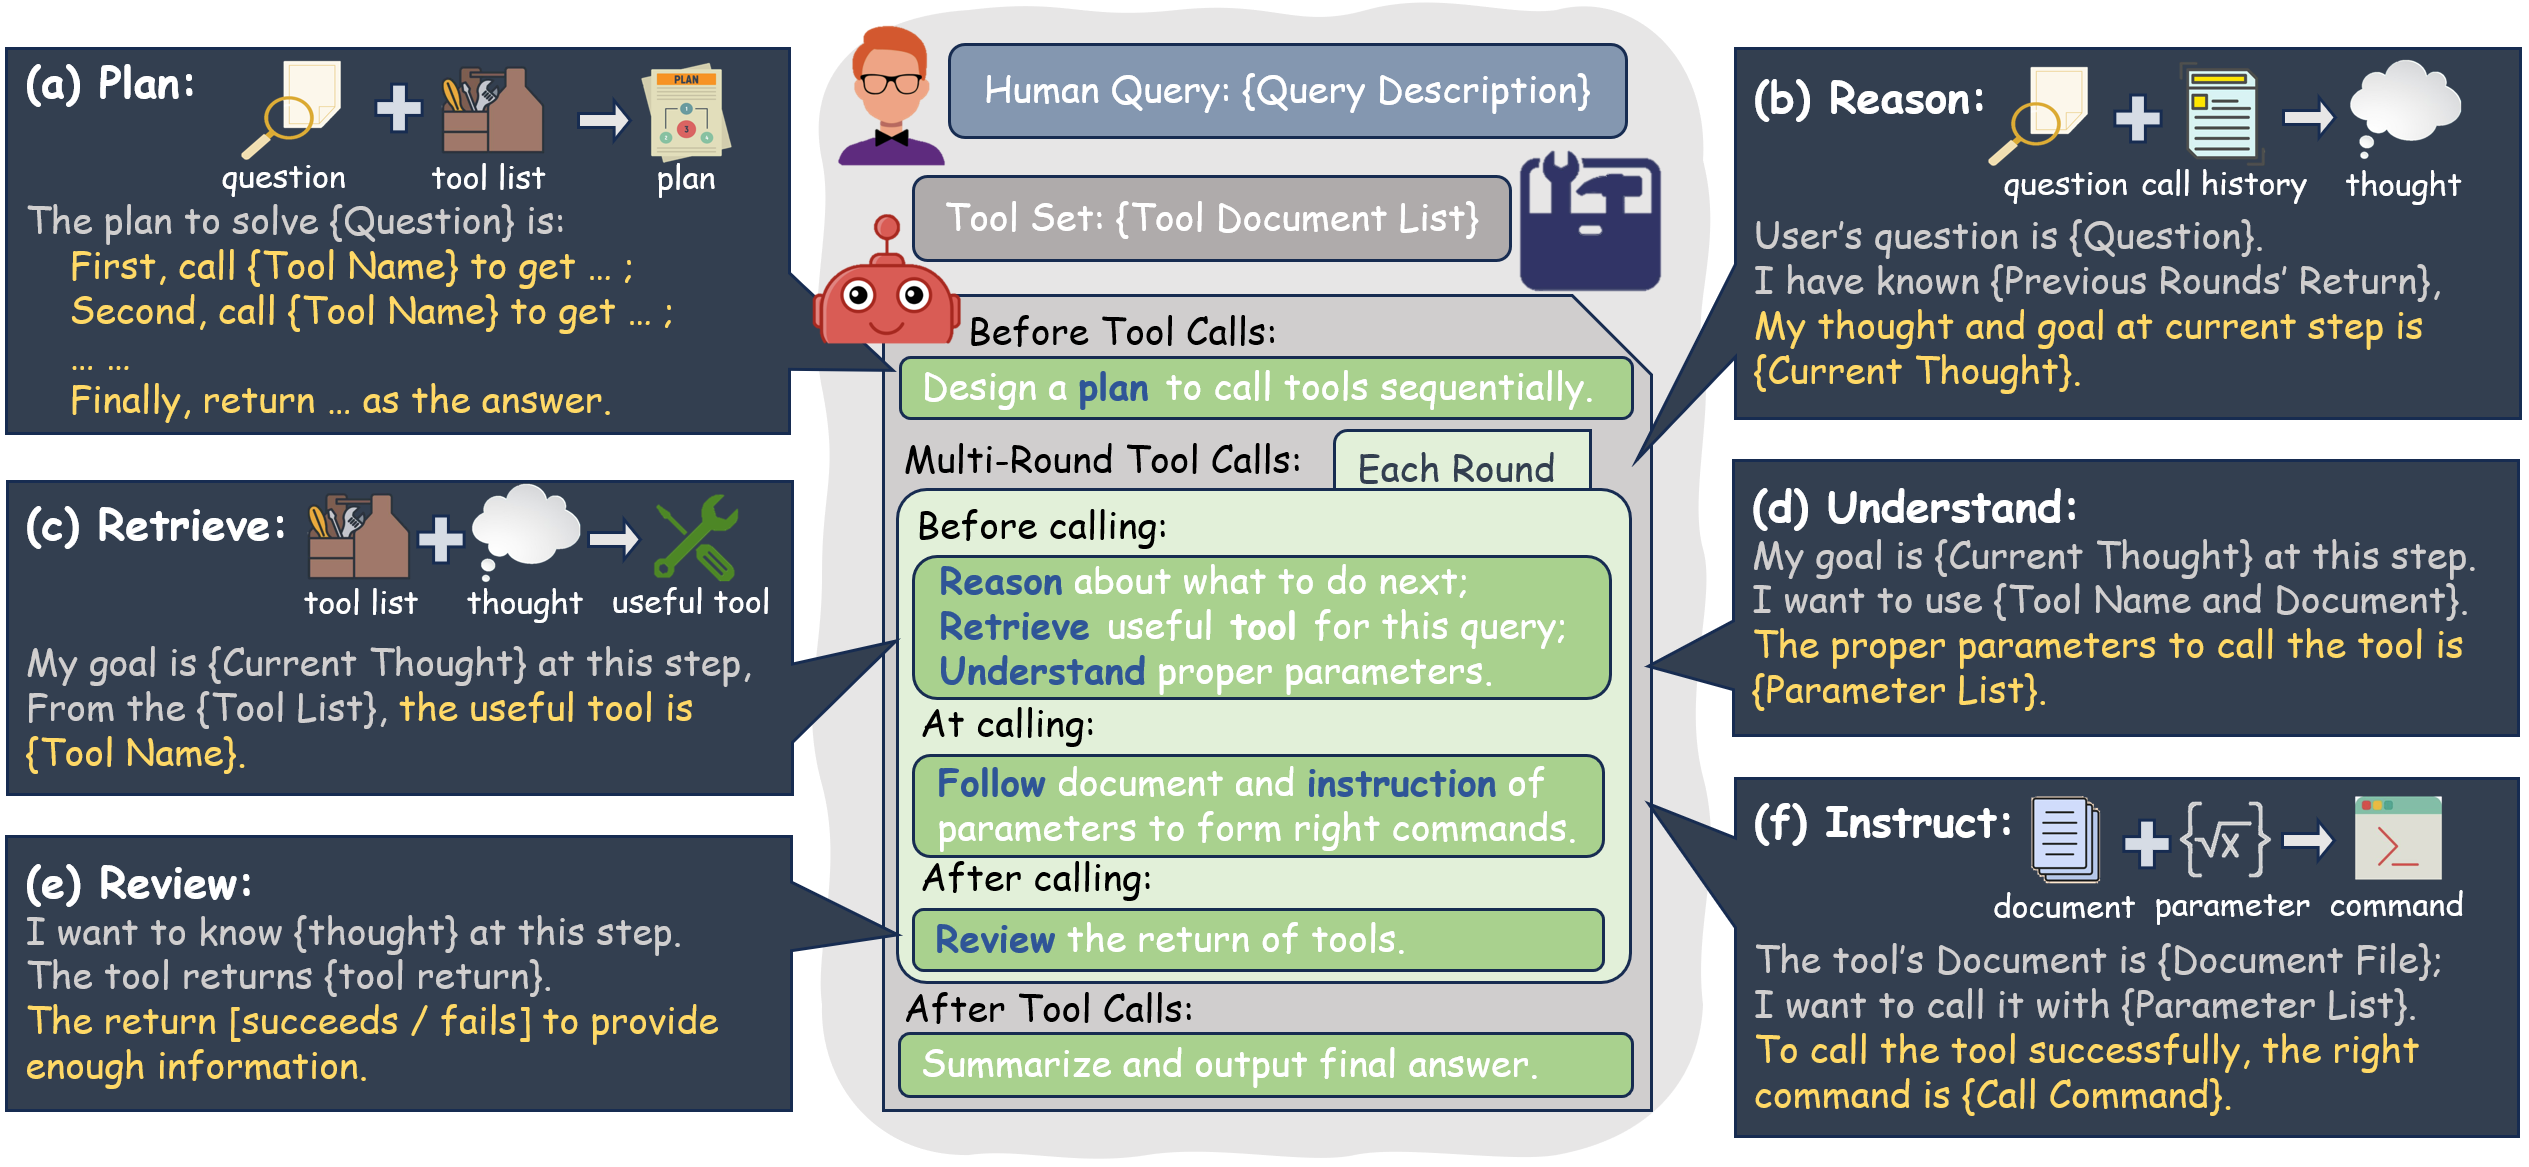 (a) Plan:
PLAN
1
3
2
4
question
tool list
plan
The plan to solve {Question} is:
First, call {Tool Name} to get ... ;
Second, call {Tool Name} to get ... ;
... ...
Finally, return ... as the answer.
(c) Retrieve:
tool list
thought
useful tool
My goal is {Current Thought} at this step,
From the {Tool List}, the useful tool is
{Tool Name}.
(e) Review:
I want to know {thought} at this step.
The tool returns {tool return}.
The return [succeeds / fails] to provide
enough information.
Human Query: {Query Description}
Tool Set: {Tool Document List}
Before Tool Calls:
Design a plan to call tools sequentially.
Multi-Round Tool Calls:
Each Round
Before calling:
Reason about what to do next;
Retrieve useful tool for this query;
Understand proper parameters.
At calling:
Follow document and instruction of
parameters to form right commands.
After calling:
Review the return of tools.
After Tool Calls:
Summarize and output final answer.
(b) Reason:
question
call history
thought
User's question is {Question}.
I have known {Previous Rounds' Return},
My thought and goal at current step is
{Current Thought}.
(d) Understand:
My goal is {Current Thought} at this step.
I want to use {Tool Name and Document}.
The proper parameters to call the tool is
{Parameter List}.
(f) Instruct:
{√x}
document
parameter
command
The tool's Document is {Document File};
I want to call it with {Parameter List}.
To call the tool successfully, the right
command is {Call Command}.